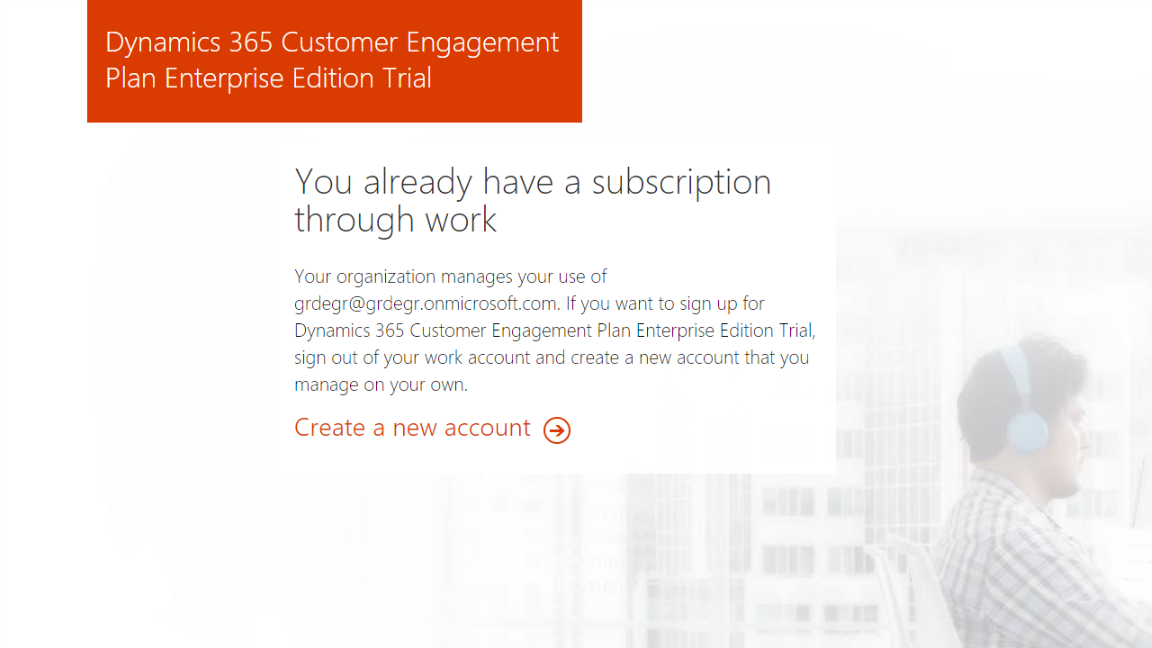 Dynamics 365 Customer Engagement
Plan Enterprise Edition Trial
You already have a subscription
through work
Your organization manages your use of
grdegr@grdegr.onmicrosoft.com. If you want to sign up for
Dynamics 365 Customer Engagement Plan Enterprise Edition Trial,
sign out of your work account and create a new account that you
manage on your own.
Create a new account